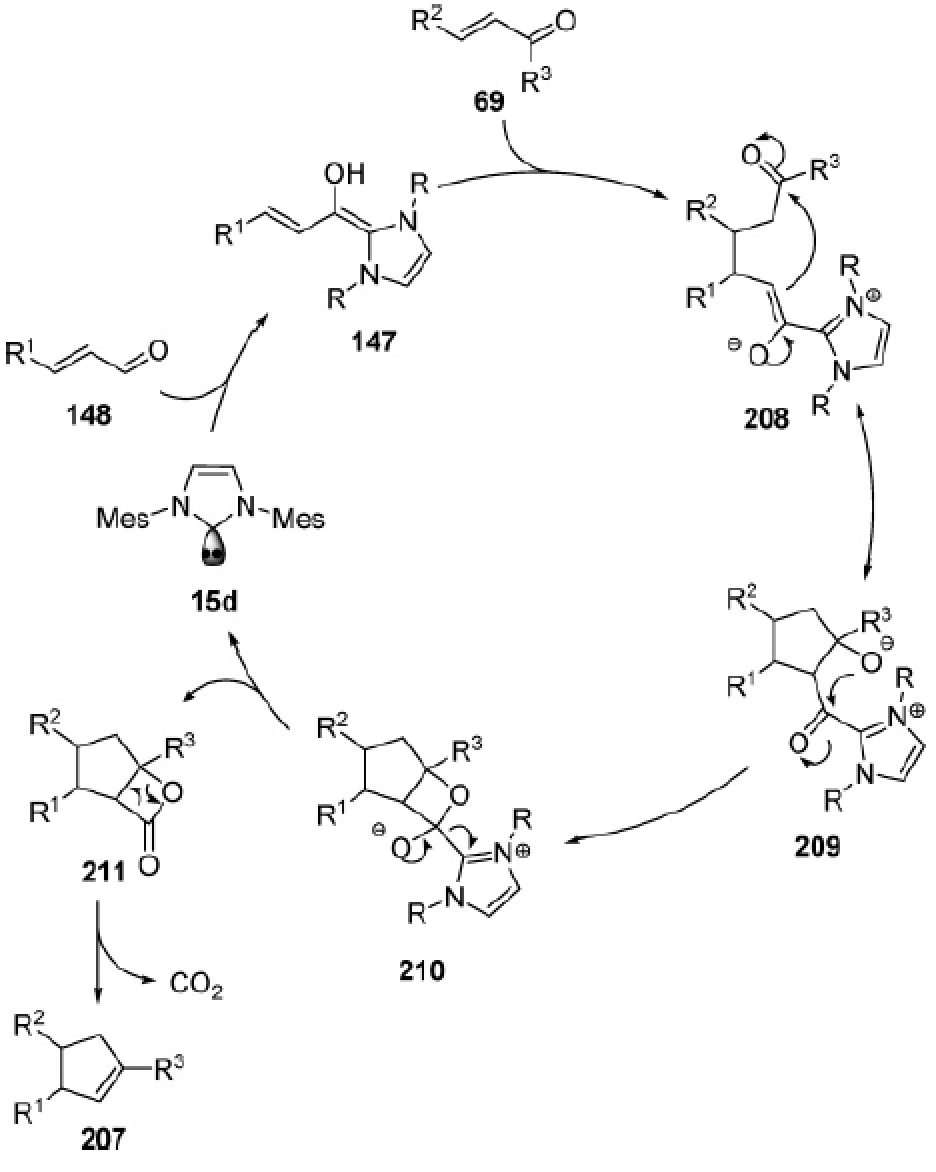 R² O
R³
69
OH
R
R¹ N
N
R
147
R¹ O
148
O R³
R²
R¹ R
N ⊕
⊖ O
N
R
208
N N
Mes Mes
15d
R²
R³
⊖
O
R¹ R
N ⊕
O
N
R
209
R²
R³
O
R¹
⊖
O R
N ⊕
N
R
210
R²
R³
O
R¹
O
211
CO₂
R²
R³
R¹
207